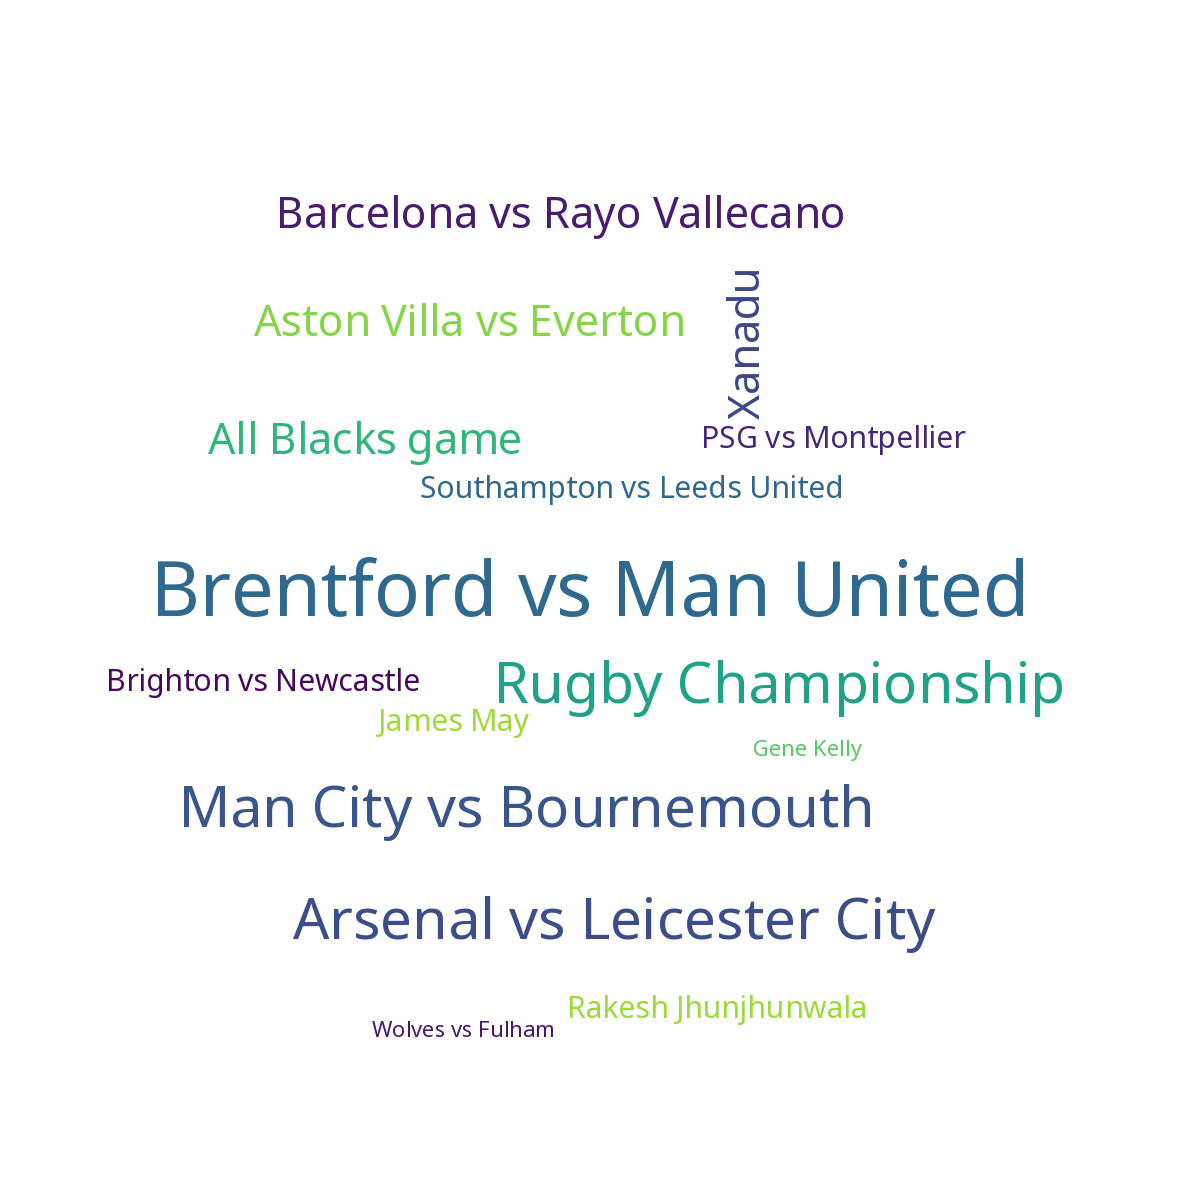 Barcelona vs Rayo Vallecano
Xanadu
Aston Villa vs Everton
All Blacks game
PSG vs Montpellier
Southampton vs Leeds United
Brentford vs Man United
Brighton vs Newcastle
Rugby Championship
James May
Gene Kelly
Man City vs Bournemouth
Arsenal vs Leicester City
Rakesh Jhunjhunwala
Wolves vs Fulham